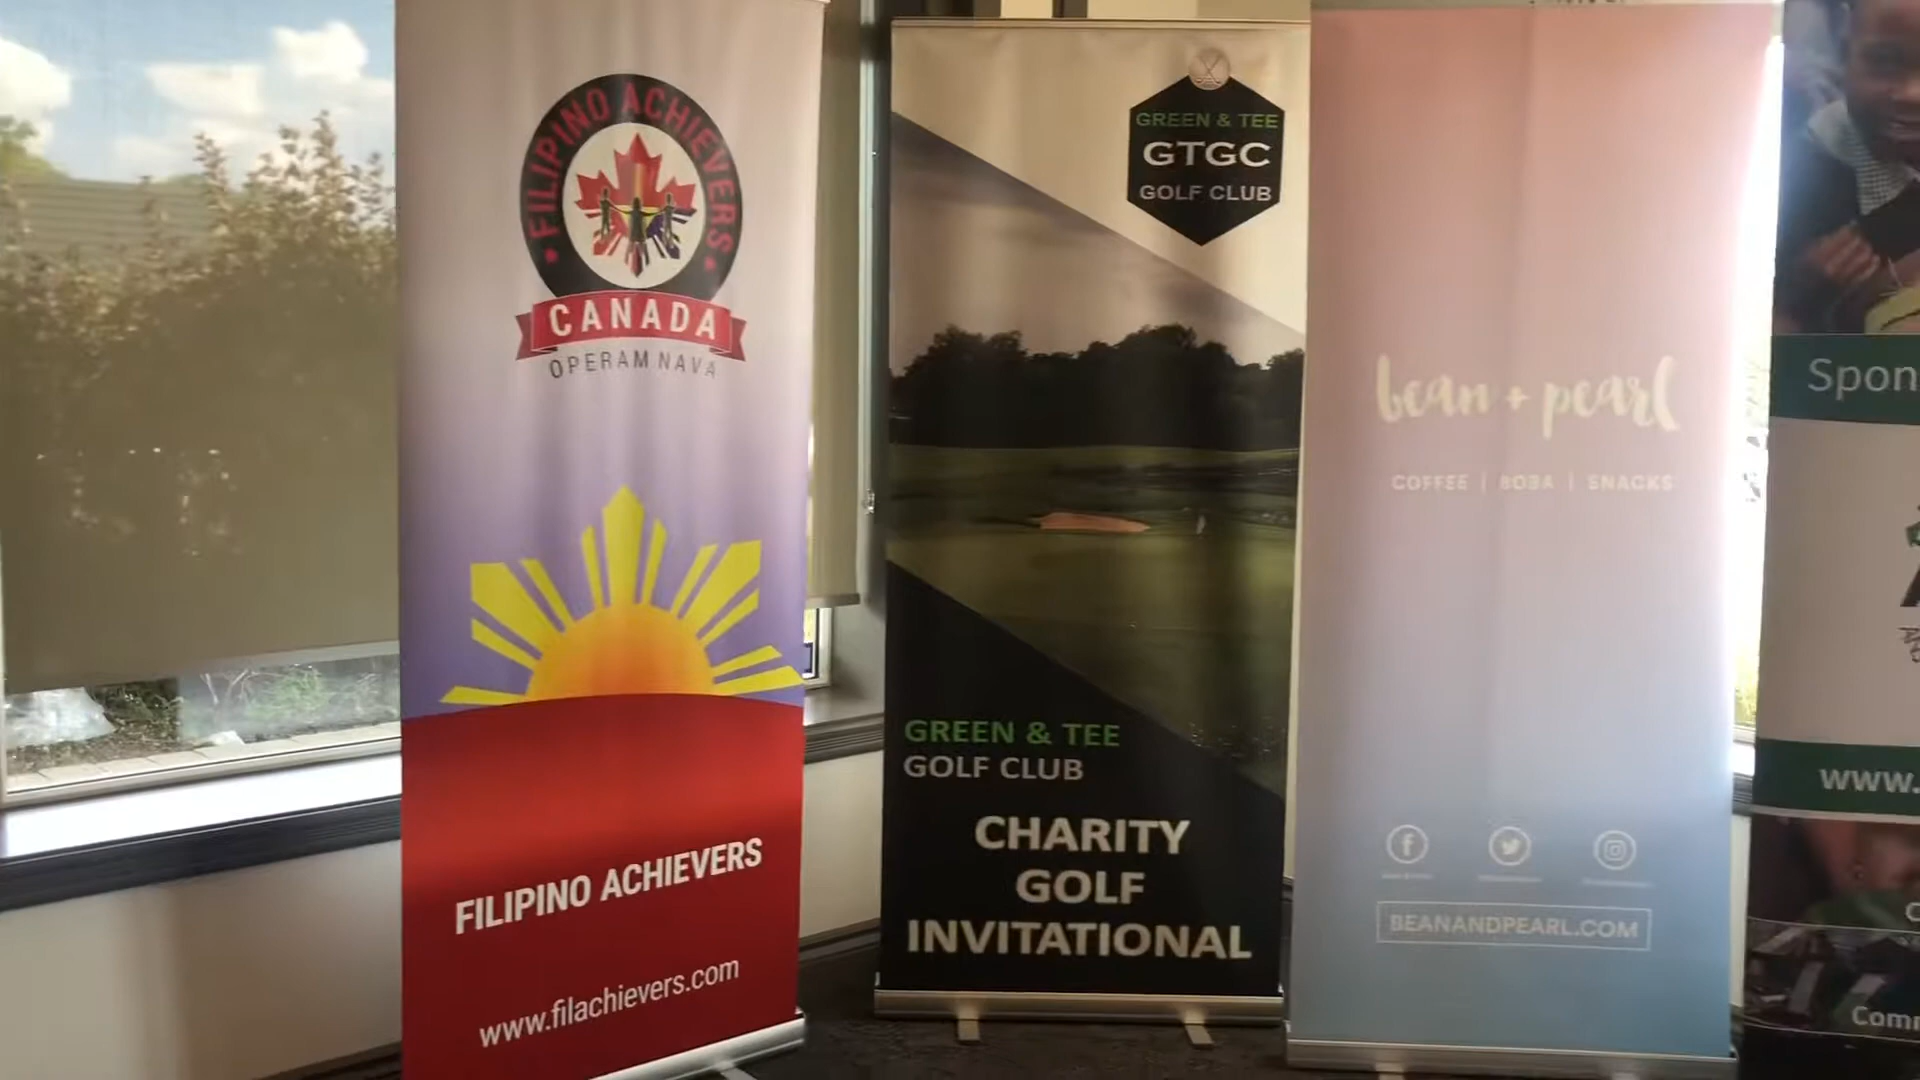 FILIPINO ACHIEVERS
CANADA
OPERAM NAVA
FILIPINO ACHIEVERS
www.filachievers.com
GREEN & TEE
GTGC
GOLF CLUB
GREEN & TEE
GOLF CLUB
CHARITY
GOLF
INVITATIONAL
bean + pearl
COFFEE | BOBA | SNACKS
BEANANDPEARL.COM
Spon
www.
Comm